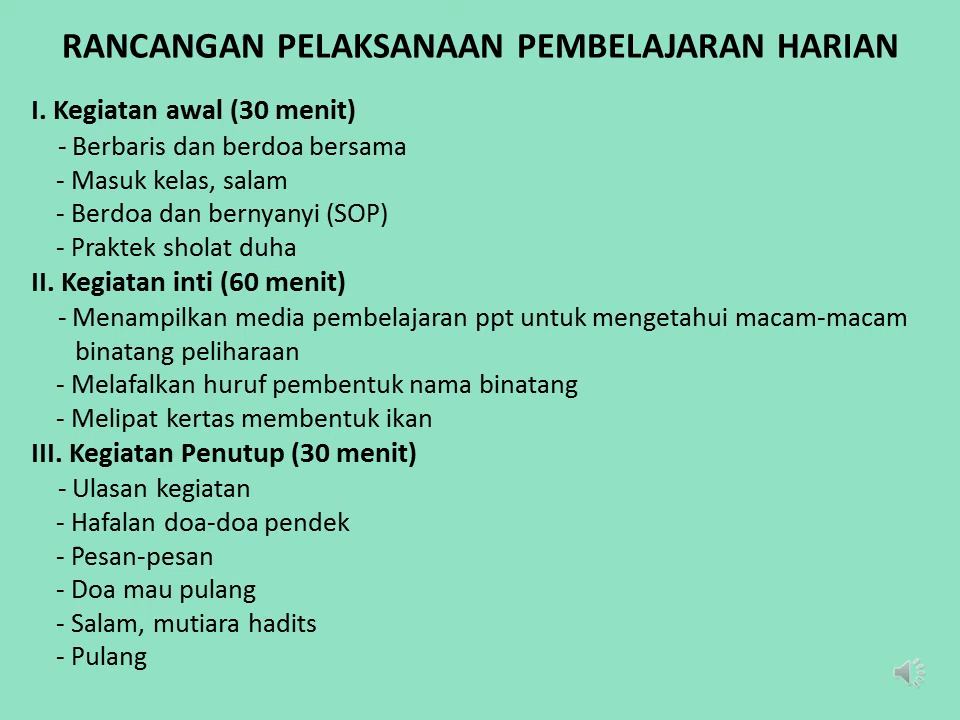 RANCANGAN PELAKSANAAN PEMBELAJARAN HARIAN
I. Kegiatan awal (30 menit)
- Berbaris dan berdoa bersama
- Masuk kelas, salam
- Berdoa dan bernyanyi (SOP)
- Praktek sholat duha
II. Kegiatan inti (60 menit)
- Menampilkan media pembelajaran ppt untuk mengetahui macam-macam
binatang peliharaan
- Melafalkan huruf pembentuk nama binatang
- Melipat kertas membentuk ikan
III. Kegiatan Penutup (30 menit)
- Ulasan kegiatan
- Hafalan doa-doa pendek
- Pesan-pesan
- Doa mau pulang
- Salam, mutiara hadits
- Pulang